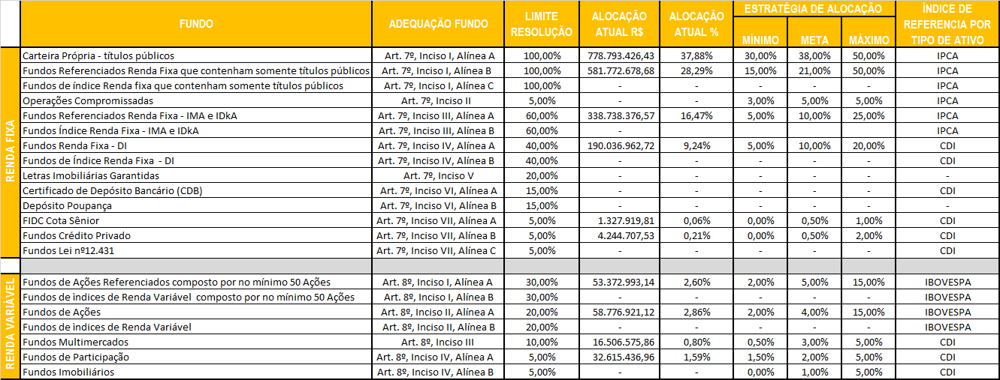 FUNDO ADEQUAÇÃO FUNDO LIMITE RESOLUÇÃO ALOCAÇÃO ATUAL R$ ALOCAÇÃO ATUAL % ESTRATÉGIA DE ALOCAÇÃO ÍNDICE DE REFERENCIA POR TIPO DE ATIVO
MÍNIMO META MÁXIMO
RENDA FIXA
Carteira Própria - títulos públicos Art. 7º, Inciso I, Alínea A 100,00% 778.793.426,43 37,88% 30,00% 38,00% 50,00% IPCA
Fundos Referenciados Renda Fixa que contenham somente títulos públicos Art. 7º, Inciso I, Alínea B 100,00% 581.772.678,68 28,29% 15,00% 21,00% 50,00% IPCA
Fundos de índice Renda fixa que contenham somente títulos públicos Art. 7º, Inciso I, Alínea C 100,00% - - - - - IPCA
Operações Compromissadas Art. 7º, Inciso II 5,00% - - 3,00% 5,00% 5,00% IPCA
Fundos Referenciados Renda Fixa - IMA e IDkA Art. 7º, Inciso III, Alínea A 60,00% 338.738.376,57 16,47% 5,00% 10,00% 25,00% IPCA
Fundos Índice Renda Fixa - IMA e IDkA Art. 7º, Inciso III, Alínea B 60,00% - - - - - IPCA
Fundos Renda Fixa - DI Art. 7º, Inciso IV, Alínea A 40,00% 190.036.962,72 9,24% 5,00% 10,00% 20,00% CDI
Fundos de Índice Renda Fixa - DI Art. 7º, Inciso IV, Alínea B 40,00% - - - - - CDI
Letras Imobiliárias Garantidas Art. 7º, Inciso V 20,00% - - - - - -
Certificado de Depósito Bancário (CDB) Art. 7º, Inciso VI, Alínea A 15,00% - - - - - CDI
Depósito Poupança Art. 7º, Inciso VI, Alínea B 15,00% - - - - - -
FIDC Cota Sênior Art. 7º, Inciso VII, Alínea A 5,00% 1.327.919,81 0,06% 0,00% 0,50% 1,00% CDI
Fundos Crédito Privado Art. 7º, Inciso VII, Alínea B 5,00% 4.244.707,53 0,21% 0,00% 0,50% 2,00% CDI
Fundos Lei nº12.431 Art. 7º, Inciso VII, Alínea C 5,00% - - - - - CDI
RENDA VARIÁVEL
Fundos de Ações Referenciados composto por no mínimo 50 Ações Art. 8º, Inciso I, Alínea A 30,00% 53.372.993,14 2,60% 2,00% 5,00% 15,00% IBOVESPA
Fundos de ìndices de Renda Variável composto por no mínimo 50 Ações Art. 8º, Inciso I, Alínea B 30,00% - - - - - IBOVESPA
Fundos de Ações Art. 8º, Inciso II, Alínea A 20,00% 58.776.921,12 2,86% 2,00% 4,00% 15,00% IBOVESPA
Fundos de ìndices de Renda Variável Art. 8º, Inciso II, Alínea B 20,00% - - - - - IBOVESPA
Fundos Multimercados Art. 8º, Inciso III 10,00% 16.506.575,86 0,80% 0,50% 3,00% 5,00% CDI
Fundos de Participação Art. 8º, Inciso IV, Alínea A 5,00% 32.615.436,96 1,59% 1,50% 2,00% 5,00% CDI
Fundos Imobiliários Art. 8º, Inciso IV, Alínea B 5,00% - - 0,00% 1,00% 5,00% CDI